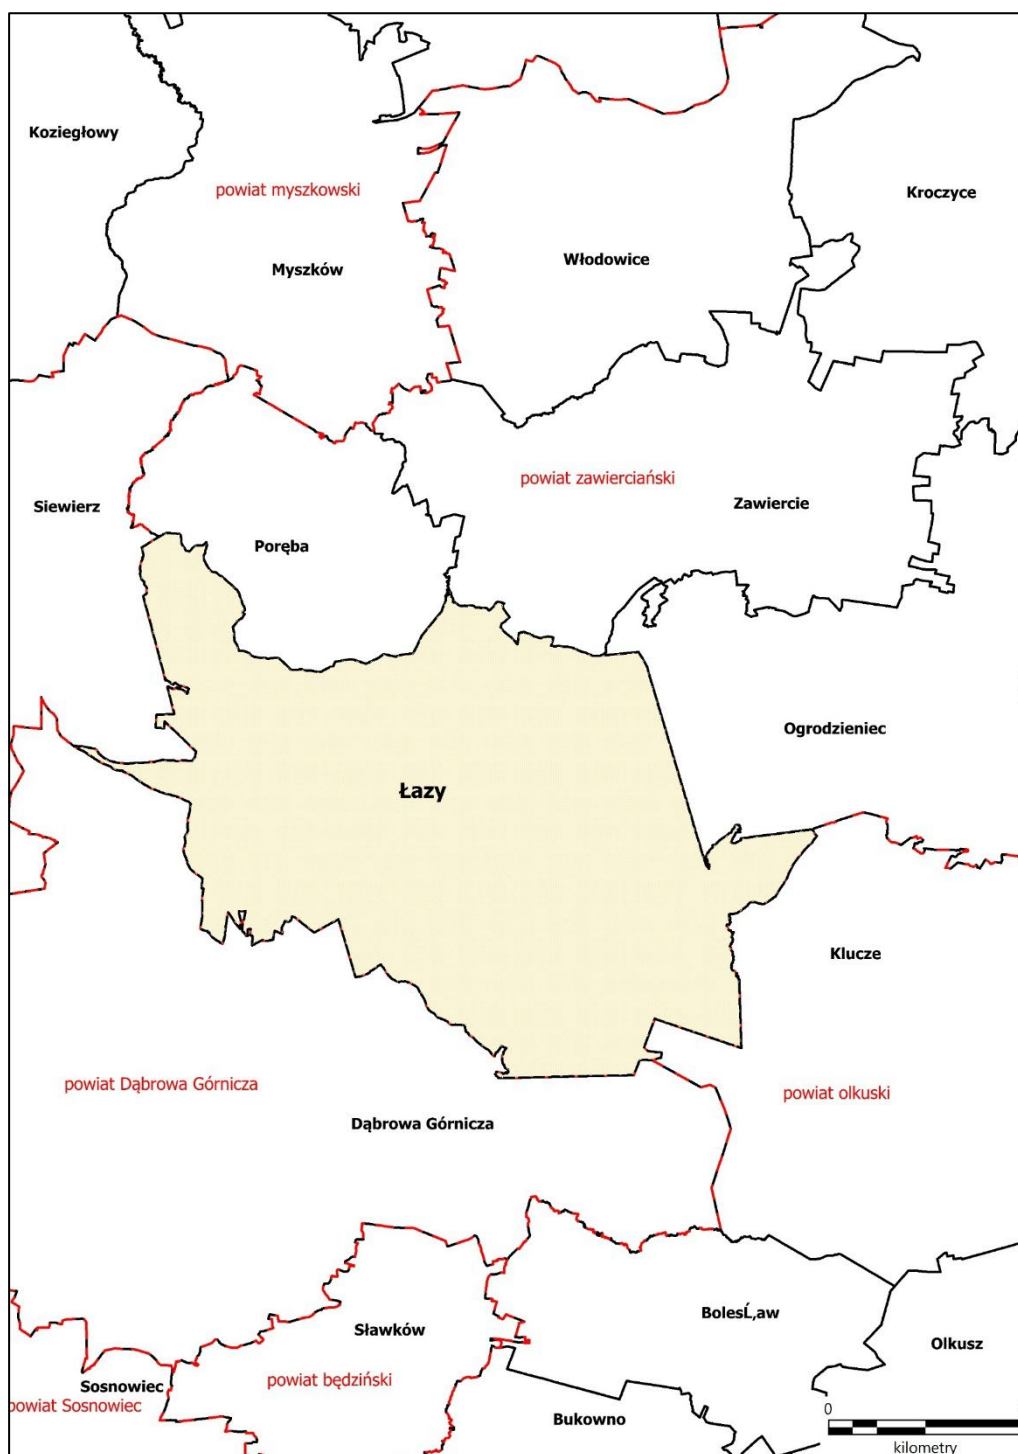 Koziegłowy
powiat myszkowski
Kroczyce
Myszków
Włodowice
powiat zawierciański
Siewierz
Zawiercie
Poręba
Ogrodzieniec
Łazy
Klucze
powiat Dąbrowa Górnicza
powiat olkuski
Dąbrowa Górnicza
BolesĹ‚aw
Sławków
Olkusz
powiat będziński
Sosnowiec
powiat Sosnowiec
Bukowno
0
kilometry